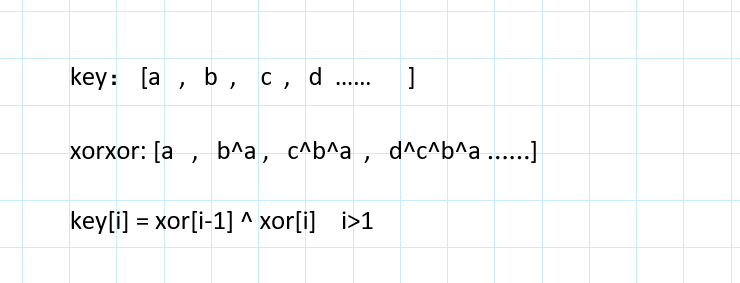 key： [a , b , c , d ...... ]
xorxor: [a , b^a , c^b^a , d^c^b^a ......]
key[i] = xor[i-1] ^ xor[i] i>1